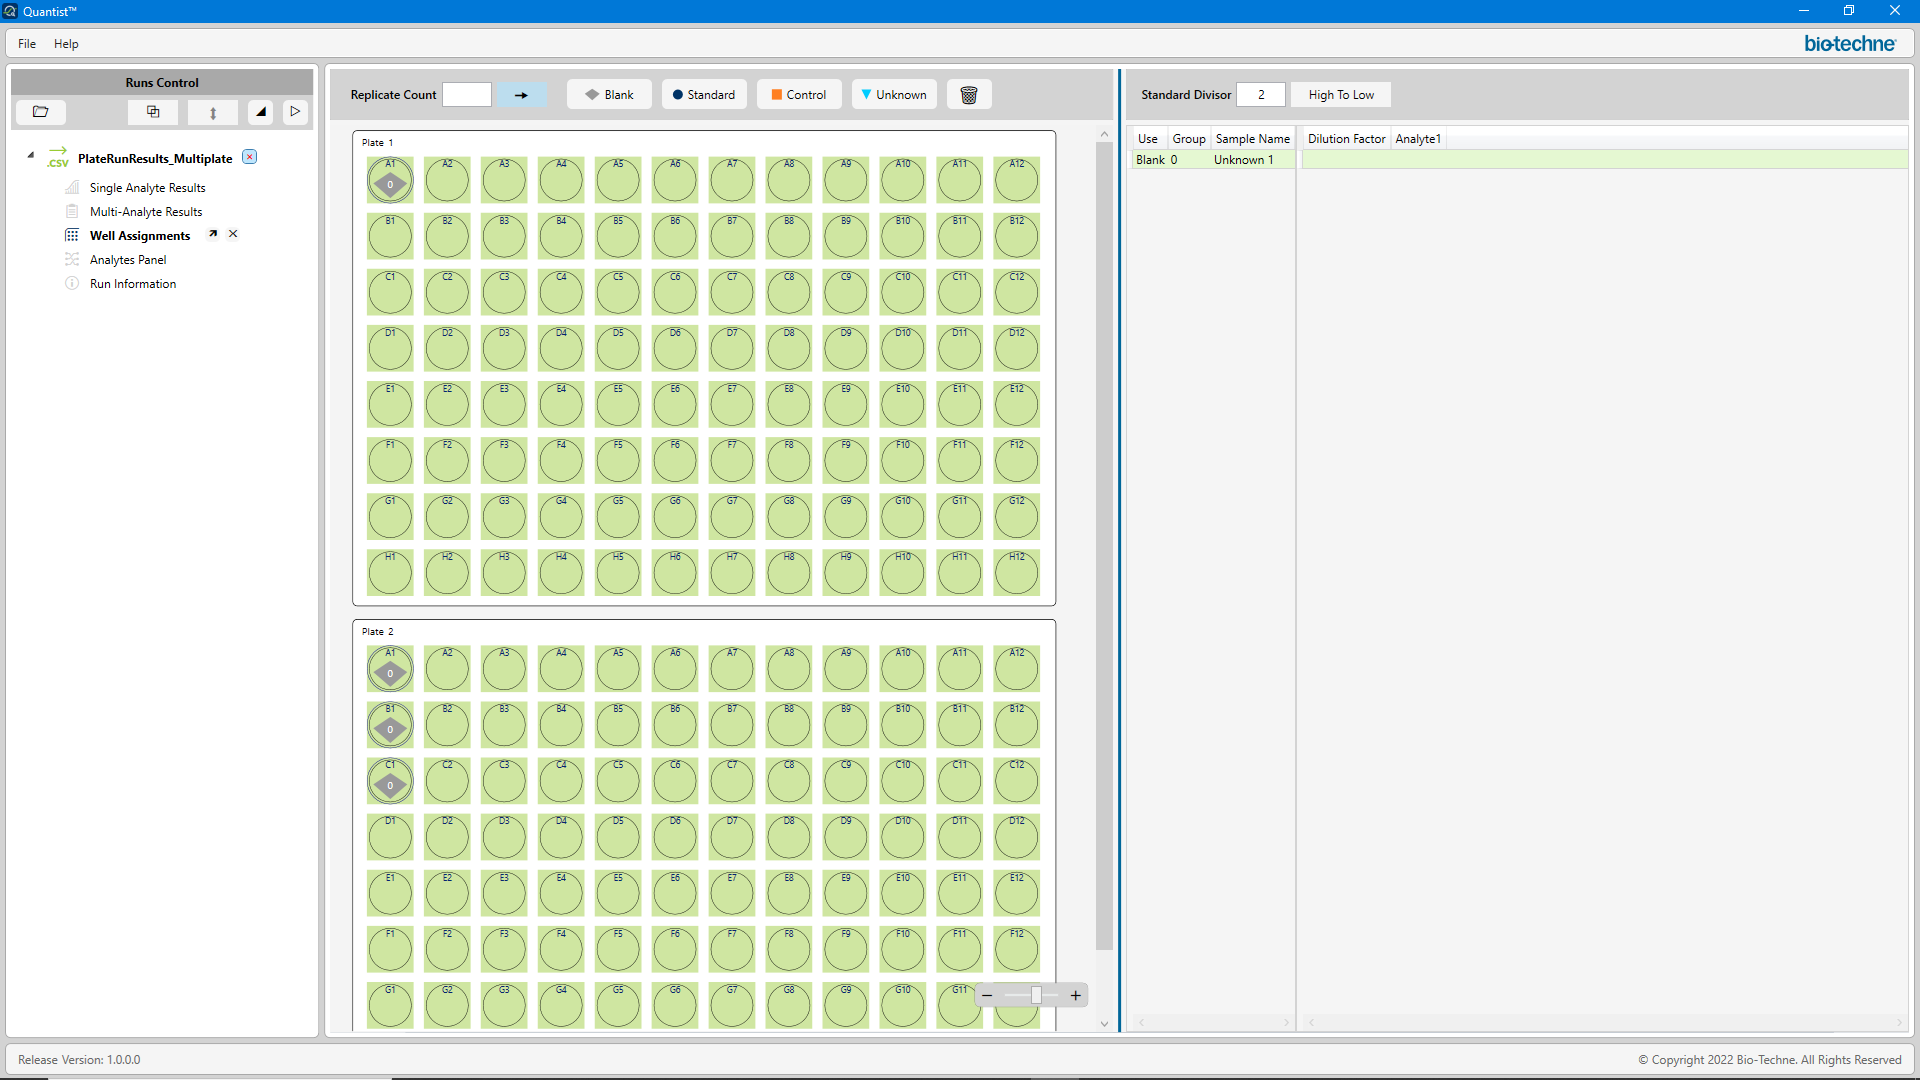 Quantist™
File Help
bio-techne
Runs Control
.CSV PlateRunResults_Multiplate
Single Analyte Results
Multi-Analyte Results
Well Assignments
Analytes Panel
Run Information
Replicate Count Blank Standard Control Unknown
Plate 1
A1 A2 A3 A4 A5 A6 A7 A8 A9 A10 A11 A12
0
B1 B2 B3 B4 B5 B6 B7 B8 B9 B10 B11 B12
C1 C2 C3 C4 C5 C6 C7 C8 C9 C10 C11 C12
D1 D2 D3 D4 D5 D6 D7 D8 D9 D10 D11 D12
E1 E2 E3 E4 E5 E6 E7 E8 E9 E10 E11 E12
F1 F2 F3 F4 F5 F6 F7 F8 F9 F10 F11 F12
G1 G2 G3 G4 G5 G6 G7 G8 G9 G10 G11 G12
H1 H2 H3 H4 H5 H6 H7 H8 H9 H10 H11 H12
Plate 2
A1 A2 A3 A4 A5 A6 A7 A8 A9 A10 A11 A12
0
B1 B2 B3 B4 B5 B6 B7 B8 B9 B10 B11 B12
0
C1 C2 C3 C4 C5 C6 C7 C8 C9 C10 C11 C12
0
D1 D2 D3 D4 D5 D6 D7 D8 D9 D10 D11 D12
E1 E2 E3 E4 E5 E6 E7 E8 E9 E10 E11 E12
F1 F2 F3 F4 F5 F6 F7 F8 F9 F10 F11 F12
G1 G2 G3 G4 G5 G6 G7 G8 G9 G10 G11
Standard Divisor 2 High To Low
Use Group Sample Name Dilution Factor Analyte1
Blank 0 Unknown 1
Release Version: 1.0.0.0
© Copyright 2022 Bio-Techne. All Rights Reserved